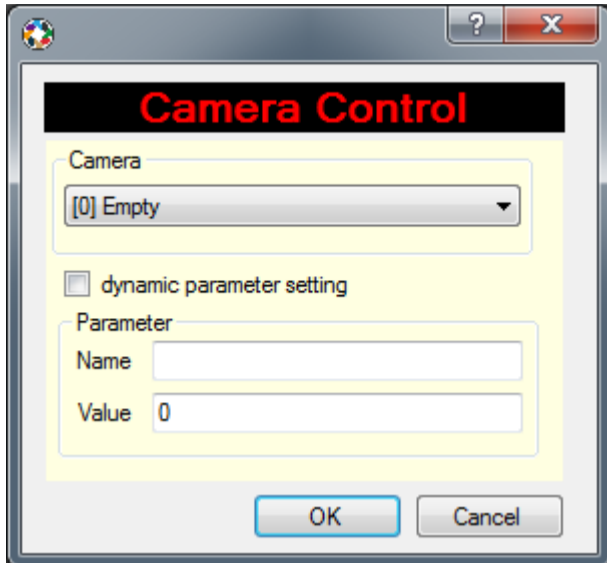 ?
X
Camera Control
Camera
[0] Empty
dynamic parameter setting
Parameter
Name
Value 0
OK Cancel